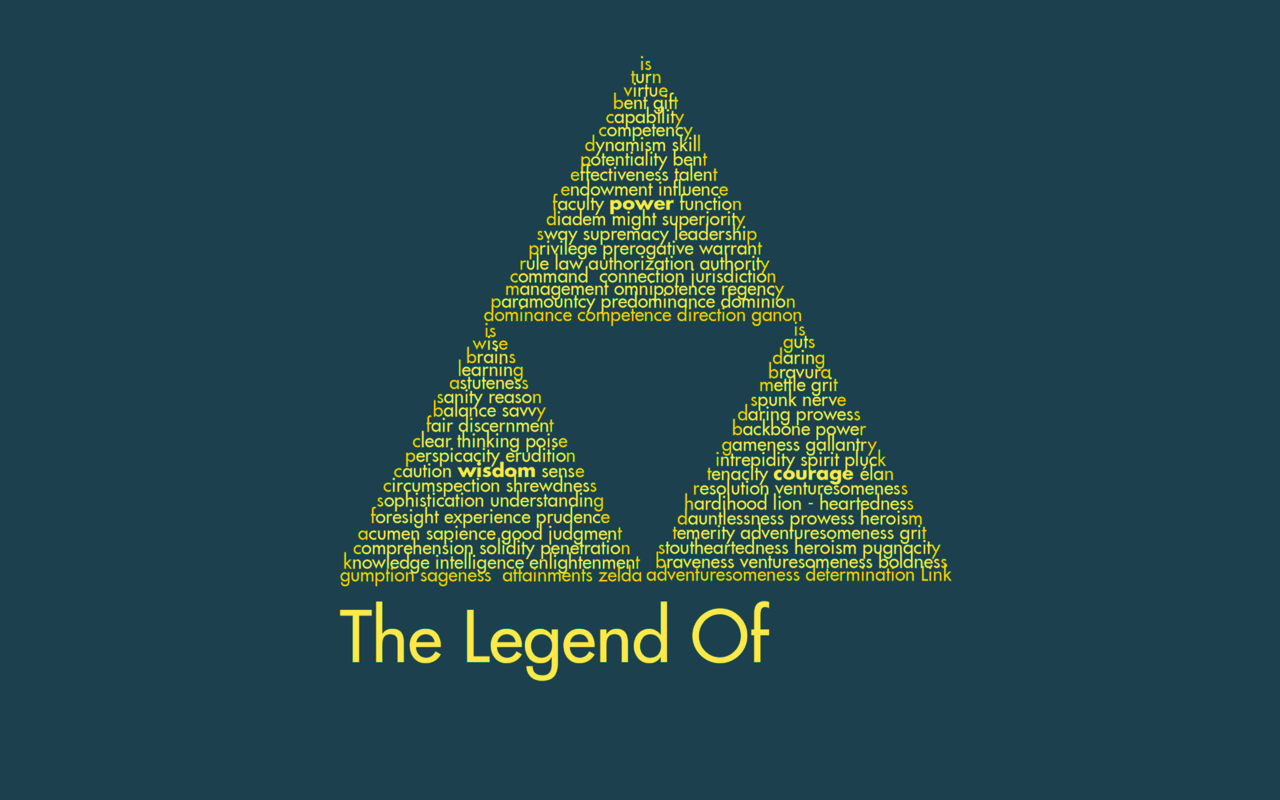 is
turn
virtue
bent gift
capability
competency
dynamism skill
potentiality bent
effectiveness talent
endowment influence
faculty power function
diadem might superiority
sway supremacy leadership
privilege prerogative warrant
rule law authorization authority
command connection jurisdiction
management omnipotence regency
paramountcy predominance dominion
dominance competence direction ganon
is
wise
brains
learning
astuteness
sanity reason
balance savvy
fair discernment
clear thinking poise
perspicacity erudition
caution wisdom sense
circumspection shrewdness
sophistication understanding
foresight experience prudence
acumen sapience good judgment
comprehension solidity penetration
knowledge intelligence enlightenment
gumption sageness attainments zelda
is
guts
daring
bravura
mettle grit
spunk nerve
daring prowess
backbone power
gameness gallantry
intrepidity spirit pluck
tenacity courage élan
resolution venturesomeness
hardihood lion - heartedness
dauntlessness prowess heroism
temerity adventuresomeness grit
stoutheartedness heroism pugnacity
braveness venturesomeness boldness
adventuresomeness determination Link
The Legend Of